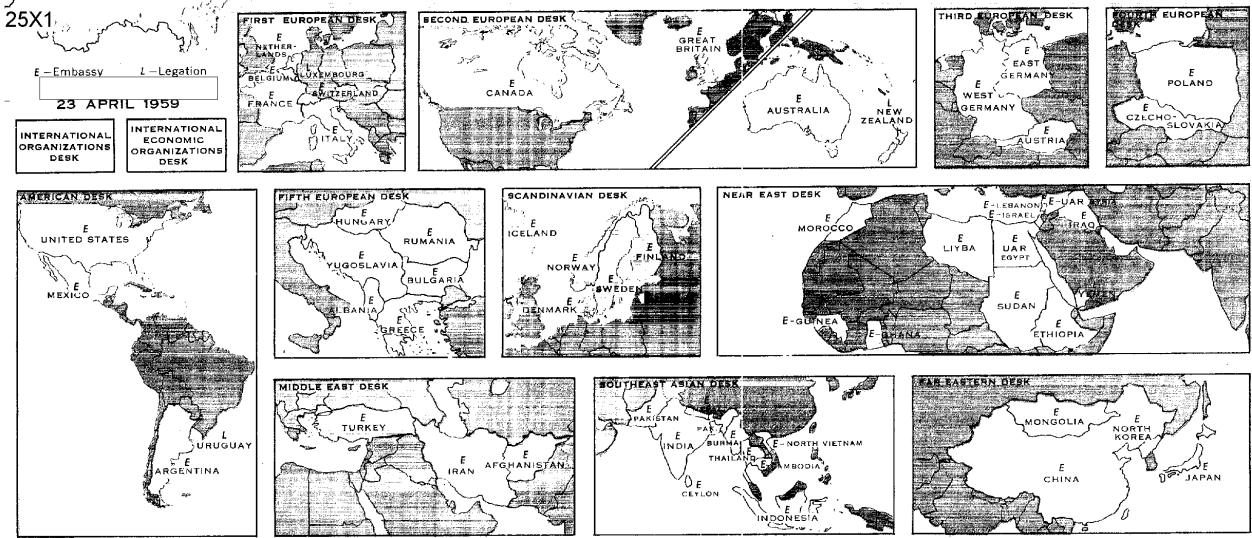 25X1
E – Embassy L – Legation
23 APRIL 1959
INTERNATIONAL
ORGANIZATIONS
DESK
INTERNATIONAL
ECONOMIC
ORGANIZATIONS
DESK
FIRST EUROPEAN DESK
E
NETHER-
LANDS
E
BELGIUM
LUXEMBOURG
E
SWITZERLAND
E
FRANCE
E
ITALY
SECOND EUROPEAN DESK
E
GREAT
BRITAIN
E
CANADA
E
AUSTRALIA
L
NEW
ZEALAND
THIRD EUROPEAN DESK
E
EAST
GERMANY
E
WEST
GERMANY
E
AUSTRIA
FOURTH EUROPEAN
DESK
E
POLAND
E
CZECHO-
SLOVAKIA
AMERICAN DESK
E
UNITED STATES
E
MEXICO
L
URUGUAY
E
ARGENTINA
FIFTH EUROPEAN DESK
E
HUNGARY
E
RUMANIA
E
YUGOSLAVIA
E
BULGARIA
E
ALBANIA
E
GREECE
SCANDINAVIAN DESK
E
ICELAND
E
NORWAY
E
FINLAND
E
SWEDEN
E
DENMARK
NEAR EAST DESK
E
MOROCCO
E-LEBANON
E-ISRAEL
E-UAR SYRIA
E
IRAQ
E
LIYBA
E
UAR
EGYPT
E
SUDAN
E
ETHIOPIA
E-GUINEA
E-GHANA
MIDDLE EAST DESK
E
TURKEY
E
IRAN
E
AFGHANISTAN
SOUTHEAST ASIAN DESK
E
PAKISTAN
PAK
E
INDIA
E
BURMA
E
THAILAND
E-NORTH VIETNAM
E-CAMBODIA
E
CEYLON
E
INDONESIA
FAR EASTERN DESK
E
MONGOLIA
E
NORTH
KOREA
E
CHINA
E
JAPAN